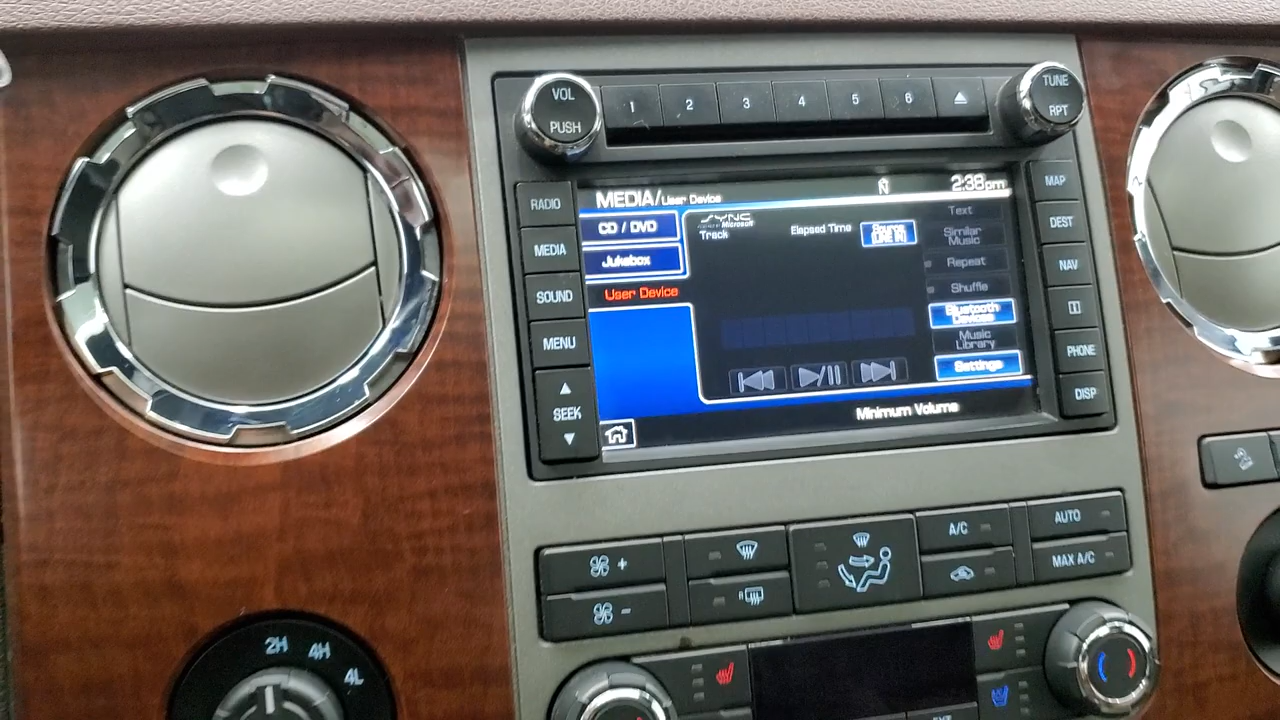 VOL
PUSH
1 2 3 4 5 6
TUNE
RPT
RADIO
MEDIA
SOUND
MENU
SEEK
MEDIA/User Device
N
2:38pm
CD / DVD
Jukebox
User Device
SYNC
Microsoft
Track
Elapsed Time
Source
(LINE IN)
Text
Similar
Music
Repeat
Shuffle
Bluetooth
Devices
Music
Library
Settings
Minimum Volume
MAP
DEST
NAV
PHONE
DISP
A/C
AUTO
MAX A/C
R
2H 4H 4L